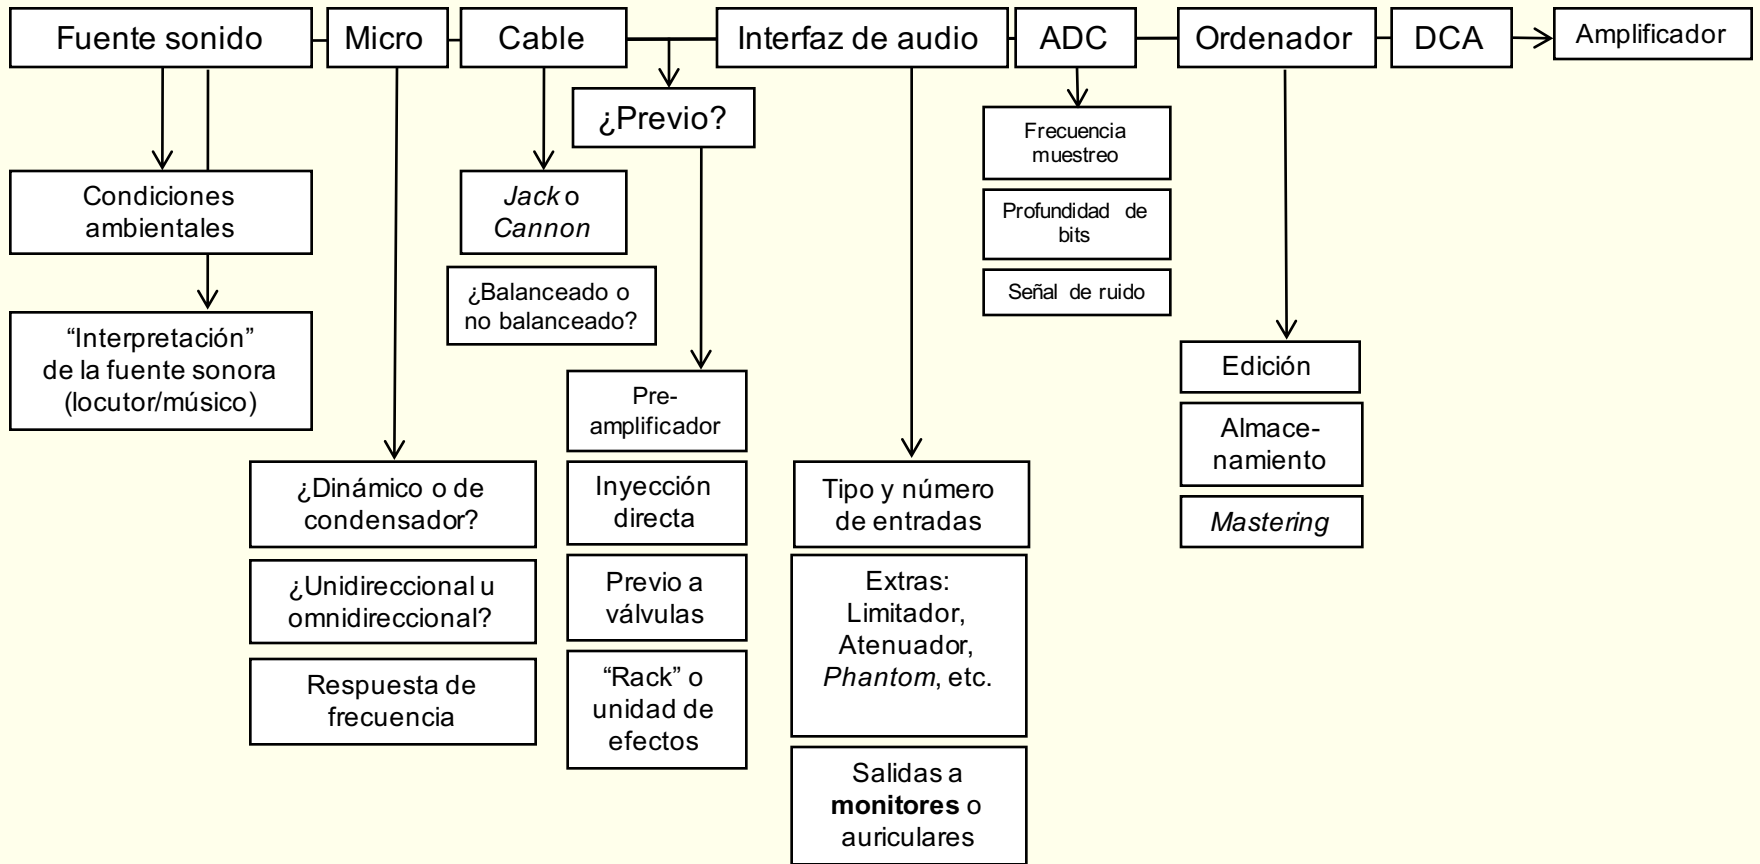 Fuente sonido
Micro
Cable
Interfaz de audio
ADC
Ordenador
DCA
Amplificador
¿Previo?
Condiciones
ambientales
“Interpretación”
de la fuente sonora
(locutor/músico)
¿Dinámico o de
condensador?
¿Unidireccional u
omnidireccional?
Respuesta de
frecuencia
Jack o
Cannon
¿Balanceado o
no balanceado?
Pre-
amplificador
Inyección
directa
Previo a
válvulas
“Rack” o
unidad de
efectos
Tipo y número
de entradas
Extras:
Limitador,
Atenuador,
Phantom, etc.
Salidas a
monitores o
auriculares
Frecuencia
muestreo
Profundidad de
bits
Señal de ruido
Edición
Almace-
namiento
Mastering